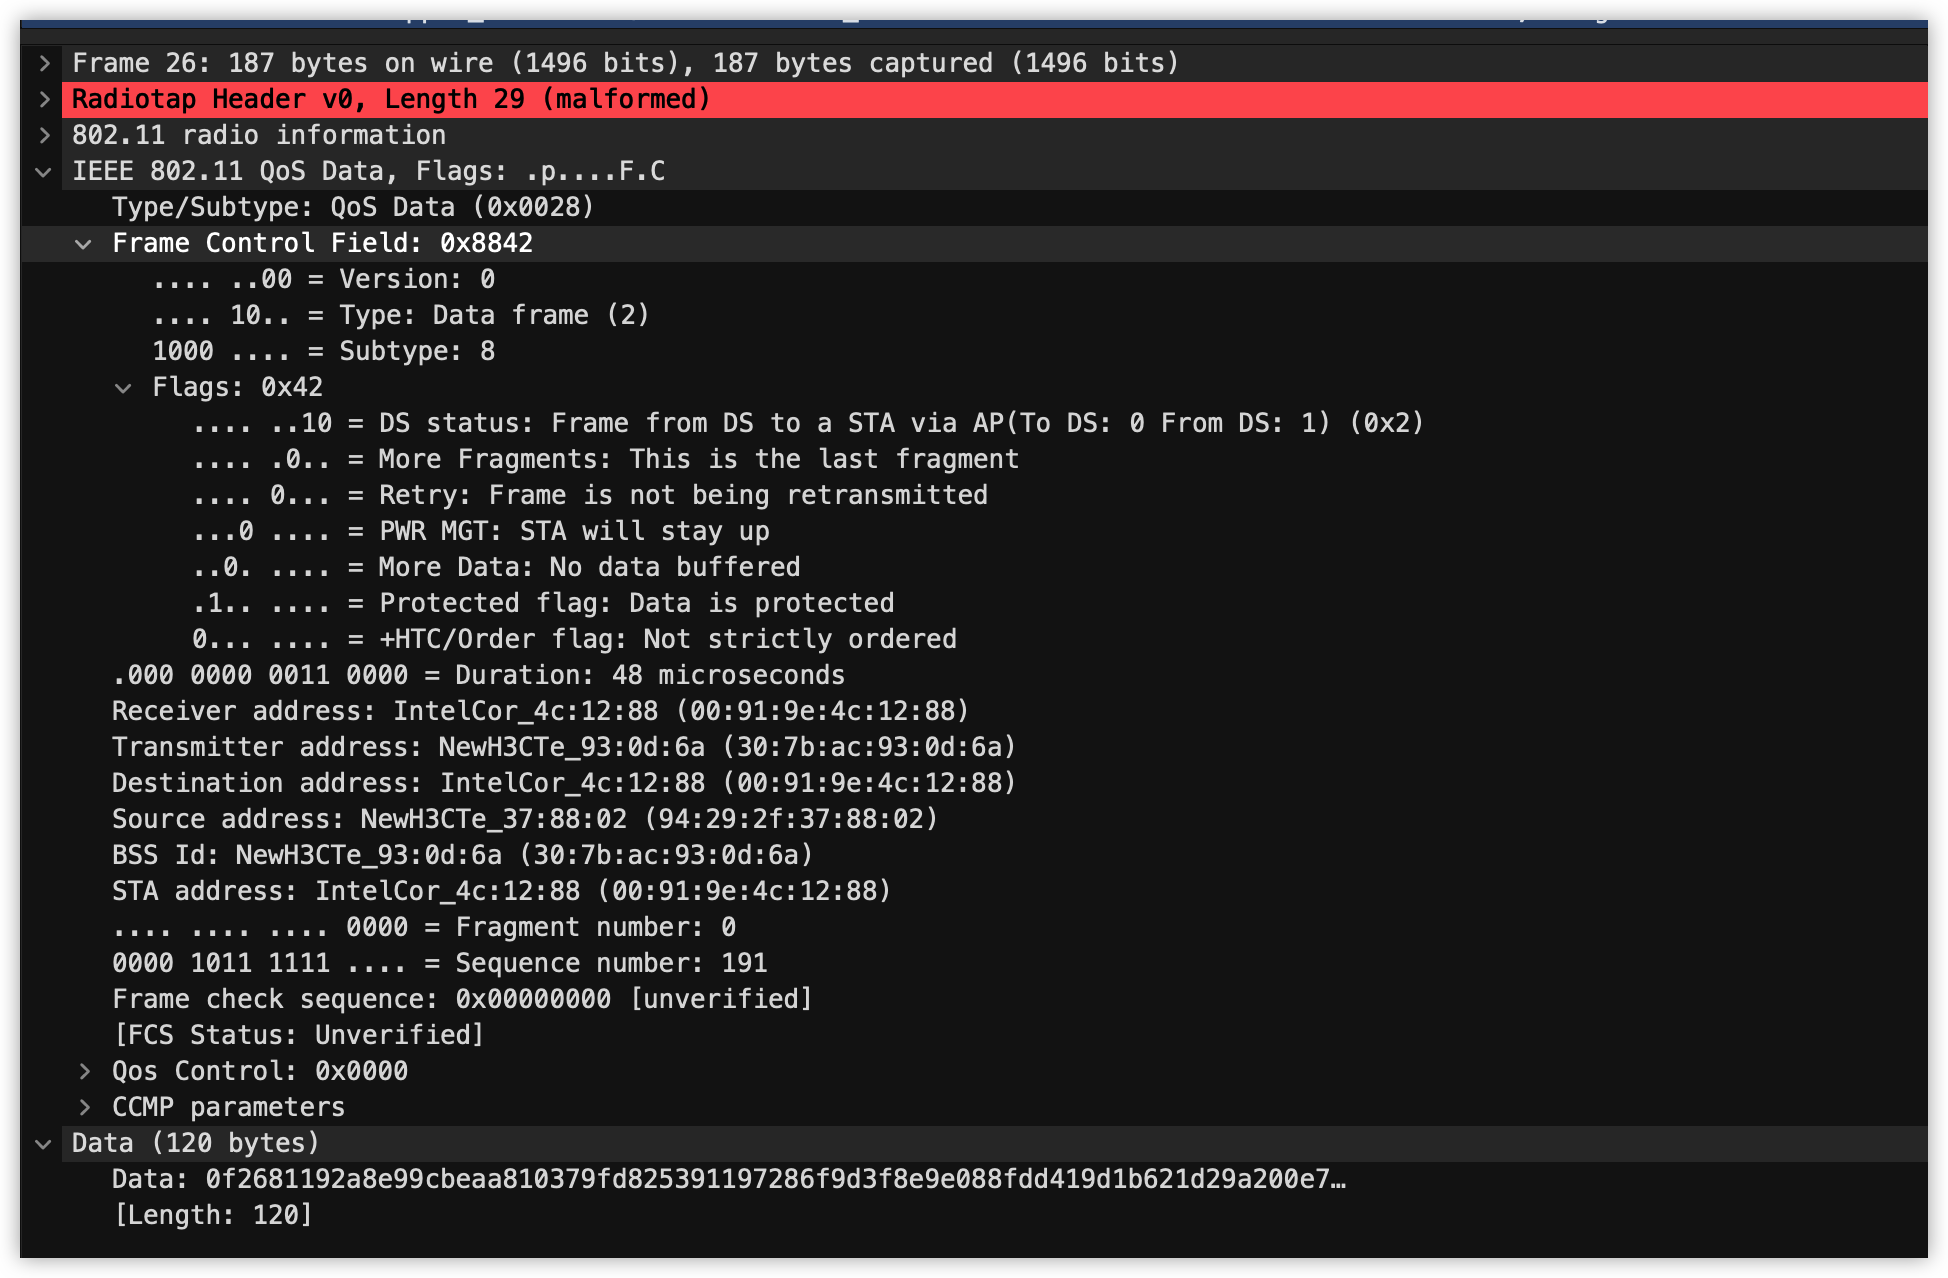 Frame 26: 187 bytes on wire (1496 bits), 187 bytes captured (1496 bits)
Radiotap Header v0, Length 29 (malformed)
802.11 radio information
IEEE 802.11 QoS Data, Flags: .p....F.C
Type/Subtype: QoS Data (0x0028)
Frame Control Field: 0x8842
.... ..00 = Version: 0
.... 10.. = Type: Data frame (2)
1000 .... = Subtype: 8
Flags: 0x42
.... ..10 = DS status: Frame from DS to a STA via AP(To DS: 0 From DS: 1) (0x2)
.... .0.. = More Fragments: This is the last fragment
.... 0... = Retry: Frame is not being retransmitted
...0 .... = PWR MGT: STA will stay up
..0. .... = More Data: No data buffered
.1.. .... = Protected flag: Data is protected
0... .... = +HTC/Order flag: Not strictly ordered
.000 0000 0011 0000 = Duration: 48 microseconds
Receiver address: IntelCor_4c:12:88 (00:91:9e:4c:12:88)
Transmitter address: NewH3CTe_93:0d:6a (30:7b:ac:93:0d:6a)
Destination address: IntelCor_4c:12:88 (00:91:9e:4c:12:88)
Source address: NewH3CTe_37:88:02 (94:29:2f:37:88:02)
BSS Id: NewH3CTe_93:0d:6a (30:7b:ac:93:0d:6a)
STA address: IntelCor_4c:12:88 (00:91:9e:4c:12:88)
.... .... .... 0000 = Fragment number: 0
0000 1011 1111 .... = Sequence number: 191
Frame check sequence: 0x00000000 [unverified]
[FCS Status: Unverified]
Qos Control: 0x0000
CCMP parameters
Data (120 bytes)
Data: 0f2681192a8e99cbeaa810379fd825391197286f9d3f8e9e088fdd419d1b621d29a200e7…
[Length: 120]